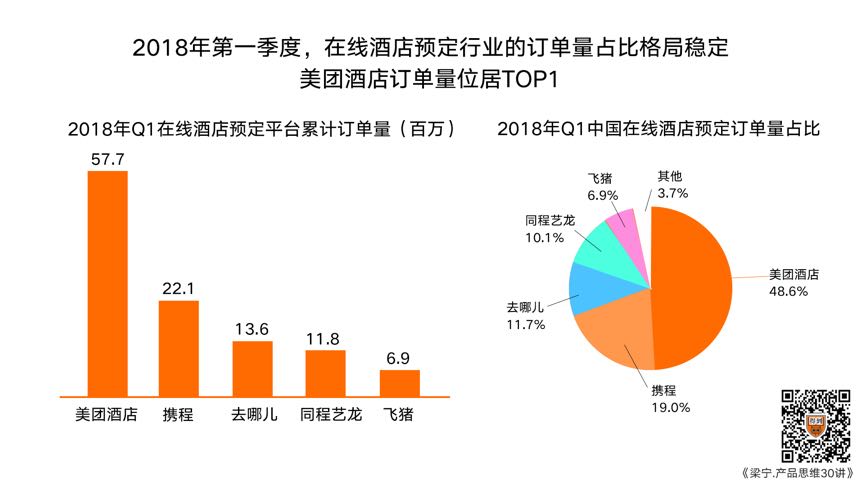 2018年第一季度，在线酒店预定行业的订单量占比格局稳定
美团酒店订单量位居TOP1
2018年Q1在线酒店预定平台累计订单量（百万）
57.7
22.1
13.6
11.8
6.9
美团酒店
携程
去哪儿
同程艺龙
飞猪
2018年Q1中国在线酒店预定订单量占比
其他
3.7%
飞猪
6.9%
同程艺龙
10.1%
去哪儿
11.7%
美团酒店
48.6%
携程
19.0%
得到
《梁宁.产品思维30讲》